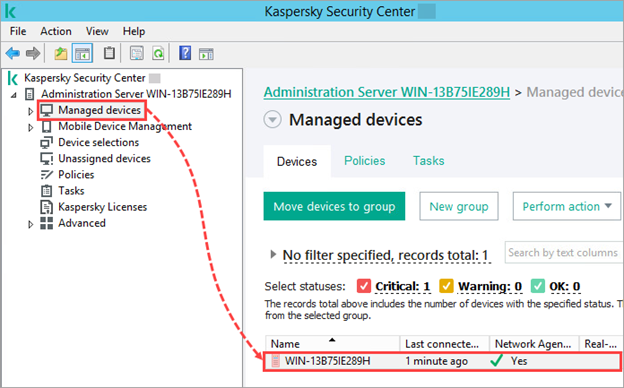 Kaspersky Security Center
File Action View Help
Kaspersky Security Center
Administration Server WIN-13B75IE289H
Managed devices
Mobile Device Management
Device selections
Unassigned devices
Policies
Tasks
Kaspersky Licenses
Advanced
Administration Server WIN-13B75IE289H > Managed device
Managed devices
Devices Policies Tasks
Move devices to group New group Perform action
No filter specified, records total: 1 Search by text columns
Select statuses: Critical: 1 Warning: 0 OK: 0
The records total above includes the number of devices with the specified status. T
from the selected group.
Name Last connecte... Network Agen... Real-...
WIN-13B75IE289H 1 minute ago Yes